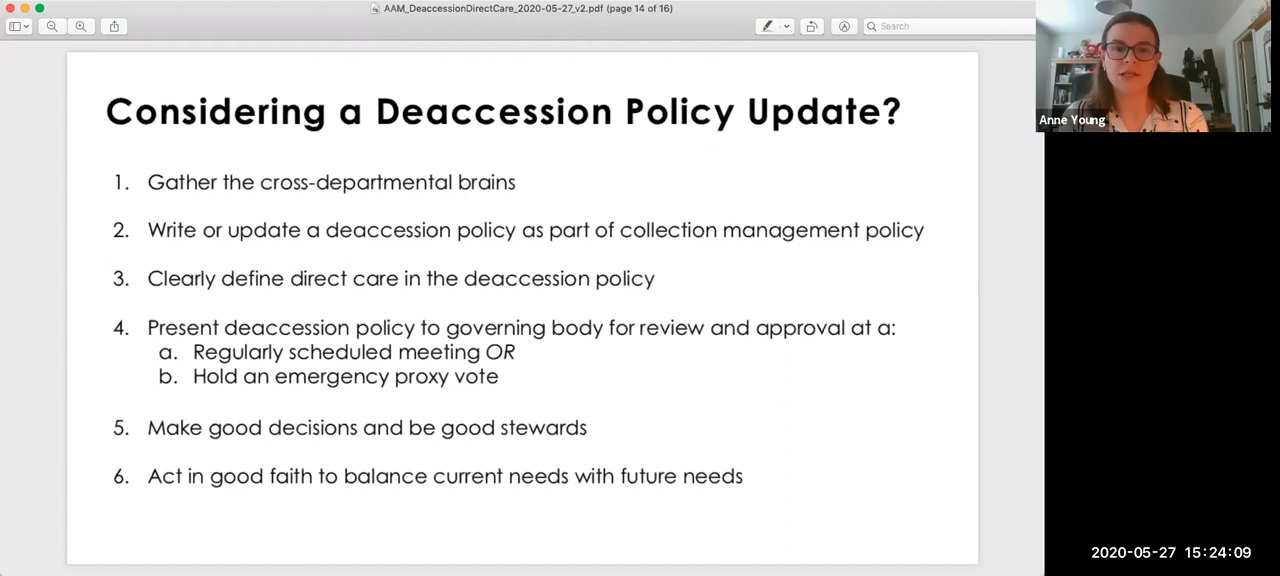 AAM_DeaccessionDirectCare_2020-05-27_v2.pdf (page 14 of 16)
Search
Considering a Deaccession Policy Update?
1. Gather the cross-departmental brains
2. Write or update a deaccession policy as part of collection management policy
3. Clearly define direct care in the deaccession policy
4. Present deaccession policy to governing body for review and approval at a:
a. Regularly scheduled meeting OR
b. Hold an emergency proxy vote
5. Make good decisions and be good stewards
6. Act in good faith to balance current needs with future needs
Anne Young
2020-05-27 15:24:09